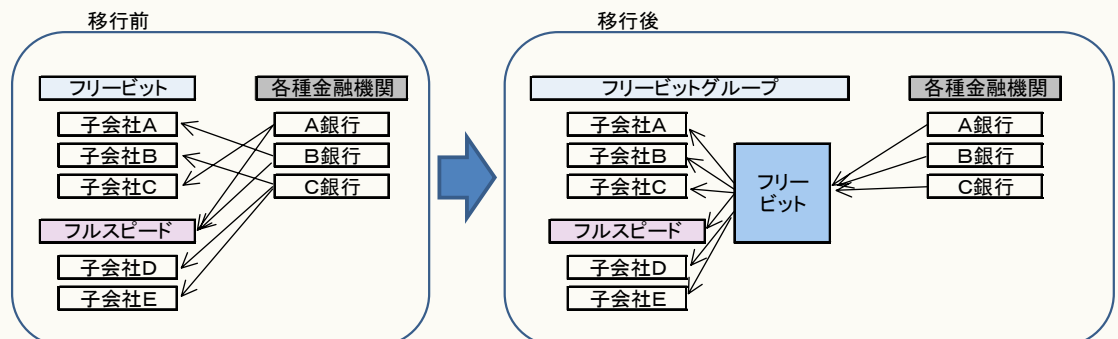 移行前
フリービット
各種金融機関
子会社A
A銀行
子会社B
B銀行
子会社C
C銀行
フルスピード
子会社D
子会社E
移行後
フリービットグループ
各種金融機関
子会社A
A銀行
子会社B
B銀行
子会社C
C銀行
フリー
ビット
フルスピード
子会社D
子会社E